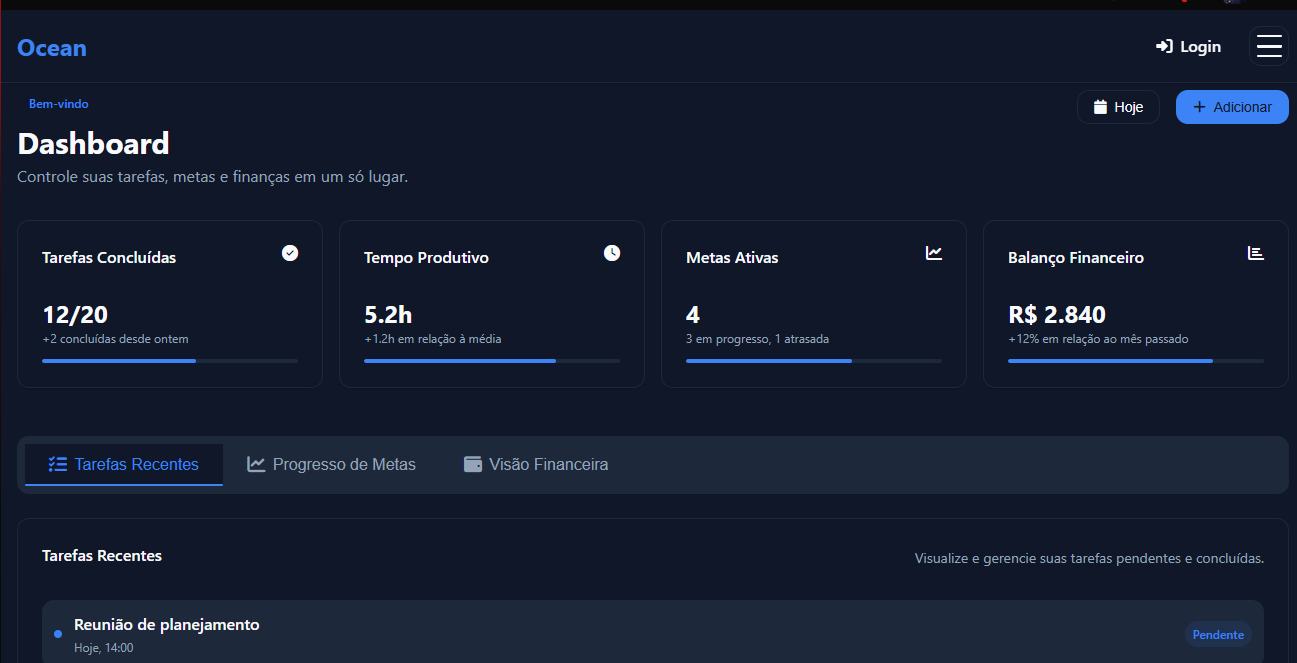 Ocean
Login
Bem-vindo
Hoje
+ Adicionar
Dashboard
Controle suas tarefas, metas e finanças em um só lugar.
Tarefas Concluídas
12/20
+2 concluídas desde ontem
Tempo Produtivo
5.2h
+1.2h em relação à média
Metas Ativas
4
3 em progresso, 1 atrasada
Balanço Financeiro
R$ 2.840
+12% em relação ao mês passado
Tarefas Recentes
Progresso de Metas
Visão Financeira
Tarefas Recentes
Visualize e gerencie suas tarefas pendentes e concluídas.
Reunião de planejamento
Hoje, 14:00
Pendente